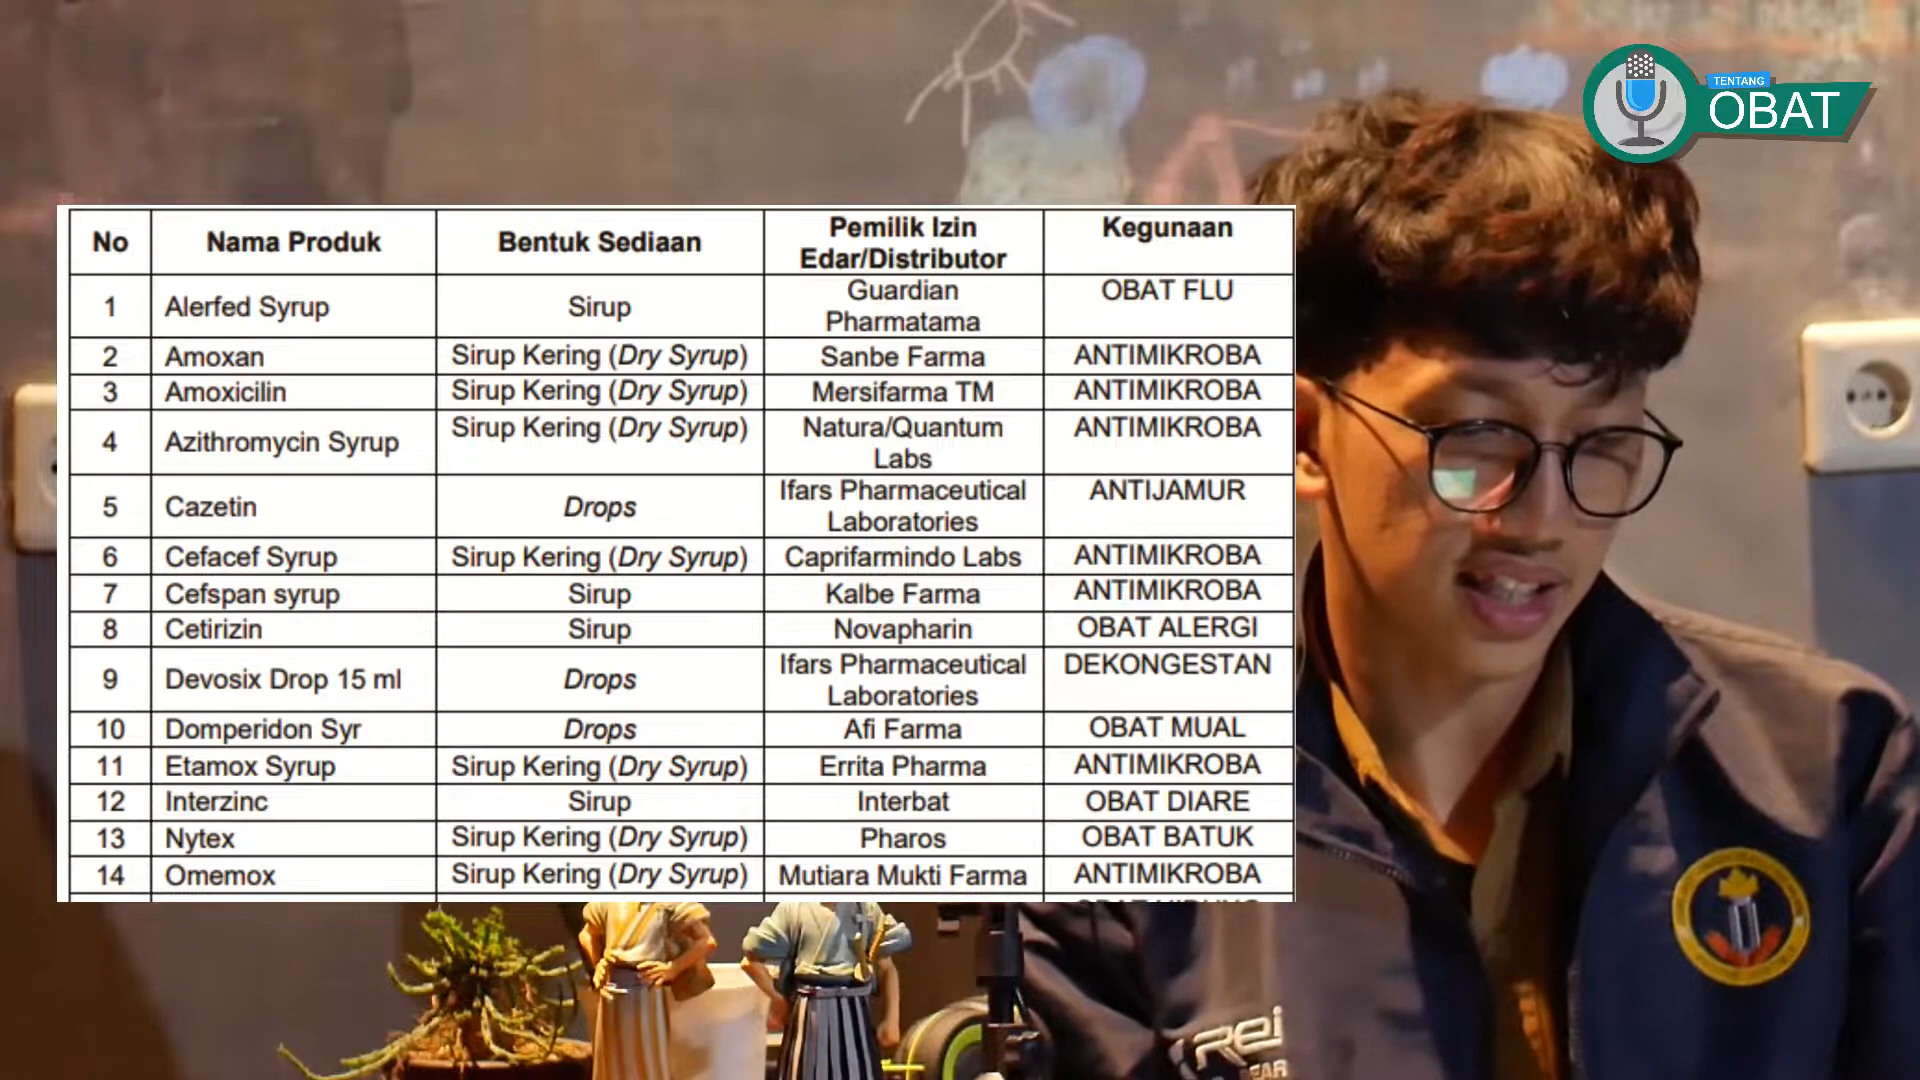 TENTANG
OBAT
No Nama Produk Bentuk Sediaan Pemilik Izin Edar/Distributor Kegunaan
1 Alerfed Syrup Sirup Guardian Pharmatama OBAT FLU
2 Amoxan Sirup Kering (Dry Syrup) Sanbe Farma ANTIMIKROBA
3 Amoxicilin Sirup Kering (Dry Syrup) Mersifarma TM ANTIMIKROBA
4 Azithromycin Syrup Sirup Kering (Dry Syrup) Natura/Quantum Labs ANTIMIKROBA
5 Cazetin Drops Ifars Pharmaceutical Laboratories ANTIJAMUR
6 Cefacef Syrup Sirup Kering (Dry Syrup) Caprifarmindo Labs ANTIMIKROBA
7 Cefspan syrup Sirup Kalbe Farma ANTIMIKROBA
8 Cetirizin Sirup Novapharin OBAT ALERGI
9 Devosix Drop 15 ml Drops Ifars Pharmaceutical Laboratories DEKONGESTAN
10 Domperidon Syr Drops Afi Farma OBAT MUAL
11 Etamox Syrup Sirup Kering (Dry Syrup) Errita Pharma ANTIMIKROBA
12 Interzinc Sirup Interbat OBAT DIARE
13 Nytex Sirup Kering (Dry Syrup) Pharos OBAT BATUK
14 Omemox Sirup Kering (Dry Syrup) Mutiara Mukti Farma ANTIMIKROBA
Rei